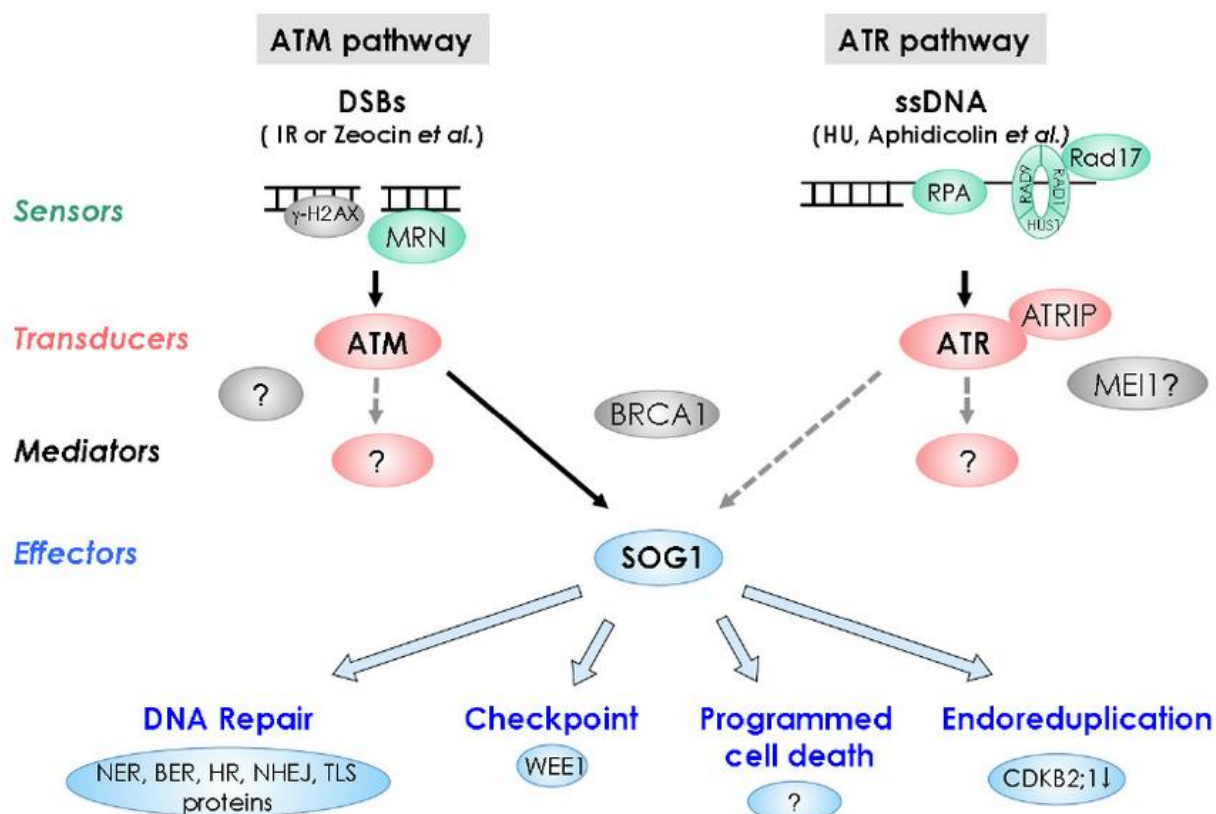 ATM pathway
ATR pathway
DSBs
( IR or Zeocin et al.)
ssDNA
(HU, Aphidicolin et al.)
Sensors
γ-H2AX
MRN
RPA
RAD9
RAD1
HUS1
Rad17
Transducers
ATM
ATR
ATRIP
?
BRCA1
MEI1?
Mediators
?
?
Effectors
SOG1
DNA Repair
NER, BER, HR, NHEJ, TLS
proteins
Checkpoint
WEE1
Programmed
cell death
?
Endoreduplication
CDKB2;1↓